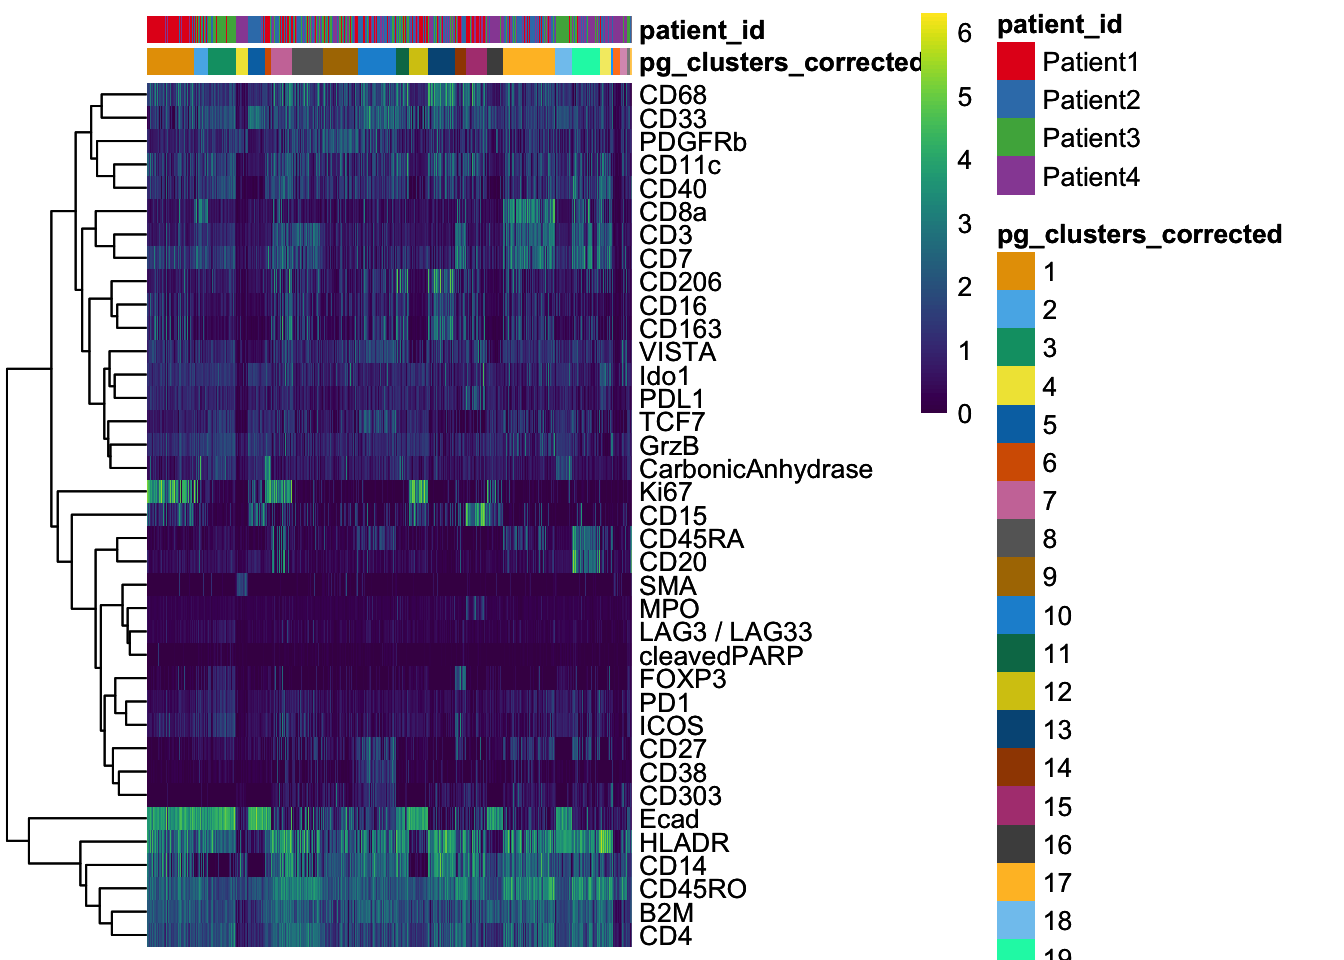 patient_id
pg_clusters_corrected
CD68
CD33
PDGFRb
CD11c
CD40
CD8a
CD3
CD7
CD206
CD16
CD163
VISTA
Ido1
PDL1
TCF7
GrzB
CarbonicAnhydrase
Ki67
CD15
CD45RA
CD20
SMA
MPO
LAG3 / LAG33
cleavedPARP
FOXP3
PD1
ICOS
CD27
CD38
CD303
Ecad
HLADR
CD14
CD45RO
B2M
CD4
6
5
4
3
2
1
0
patient_id
Patient1
Patient2
Patient3
Patient4
pg_clusters_corrected
1
2
3
4
5
6
7
8
9
10
11
12
13
14
15
16
17
18
19